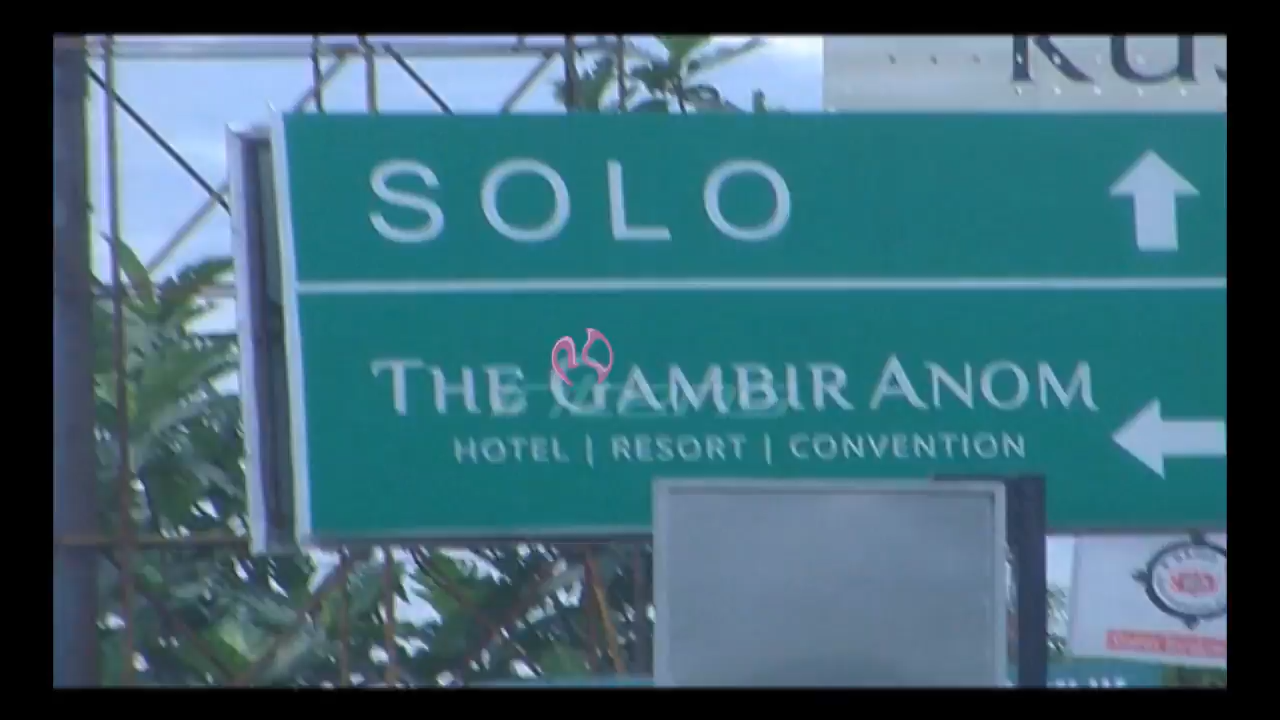 SOLO
THE GAMBIR ANOM
HOTEL | RESORT | CONVENTION